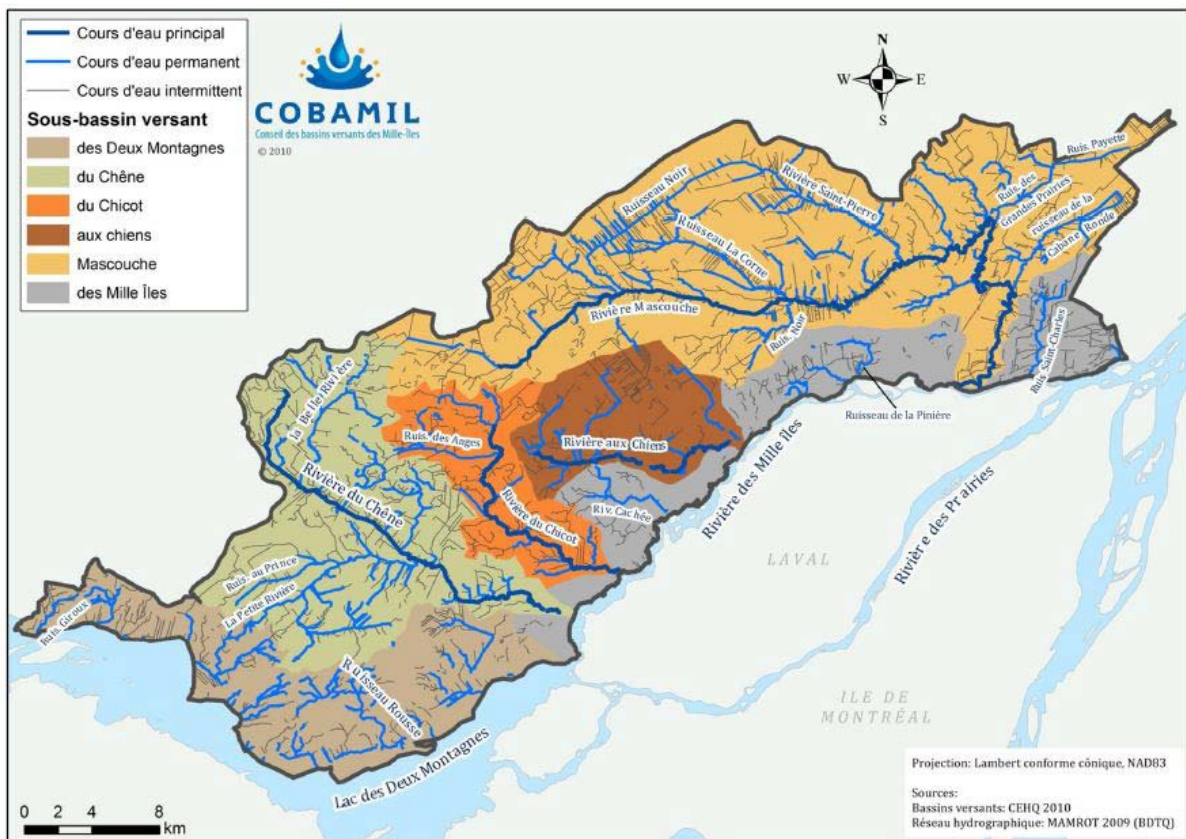 Cours d'eau principal
Cours d'eau permanent
Cours d'eau intermittent
Sous-bassin versant
des Deux Montagnes
du Chêne
du Chicot
aux chiens
Mascouche
des Mille Îles
COBAMIL
Conseil des bassins versants des Mille-Îles
© 2010
N
W
E
S
Ruis. Payette
Ruis. des
Grandes Prairies
ruisseau de la
Cabane Ronde
Rivière Saint-Pierre
Ruisseau Noir
Ruisseau La Corne
Rivière Mascouche
Ruis. Noir
Ruis. Saint-Charles
Ruisseau de la Pinière
la Belle Rivière
Ruis. des Anges
Rivière aux Chiens
Rivière du Chêne
Rivière du Chicot
Riv. Cachée
Rivière des Mille îles
Rivière des Prairies
LAVAL
Ruis. au Prince
La Petite Rivière
Ruis. Giroux
Ruisseau Rousse
Lac des Deux Montagnes
ILE DE
MONTRÉAL
0 2 4 8
km
Projection: Lambert conforme cônique, NAD83
Sources:
Bassins versants: CEHQ 2010
Réseau hydrographique: MAMROT 2009 (BDTQ)